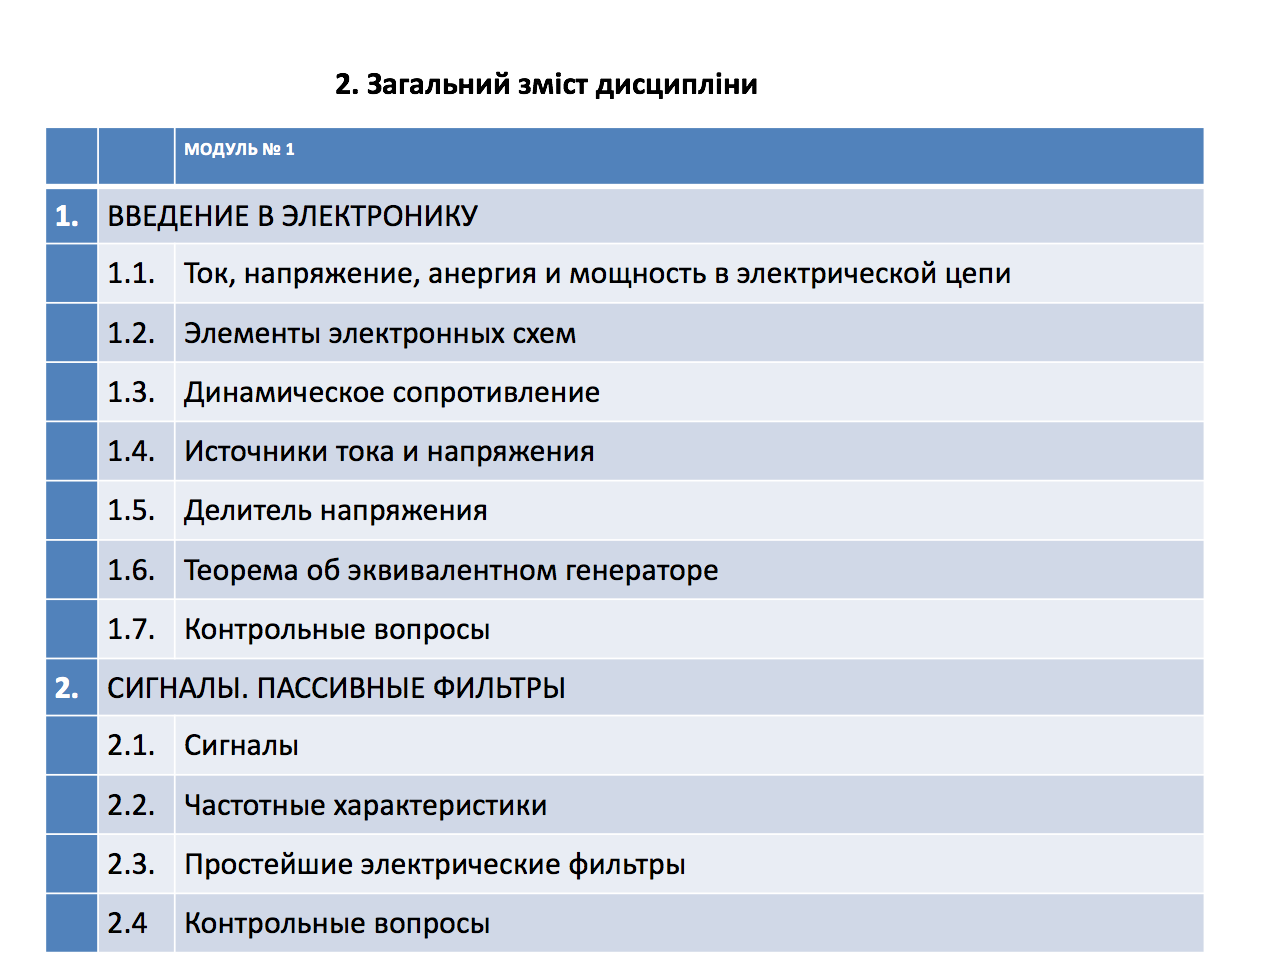 2. Загальний зміст дисципліни
МОДУЛЬ № 1
1. ВВЕДЕНИЕ В ЭЛЕКТРОНИКУ
1.1. Ток, напряжение, анергия и мощность в электрической цепи
1.2. Элементы электронных схем
1.3. Динамическое сопротивление
1.4. Источники тока и напряжения
1.5. Делитель напряжения
1.6. Теорема об эквивалентном генераторе
1.7. Контрольные вопросы
2. СИГНАЛЫ. ПАССИВНЫЕ ФИЛЬТРЫ
2.1. Сигналы
2.2. Частотные характеристики
2.3. Простейшие электрические фильтры
2.4 Контрольные вопросы